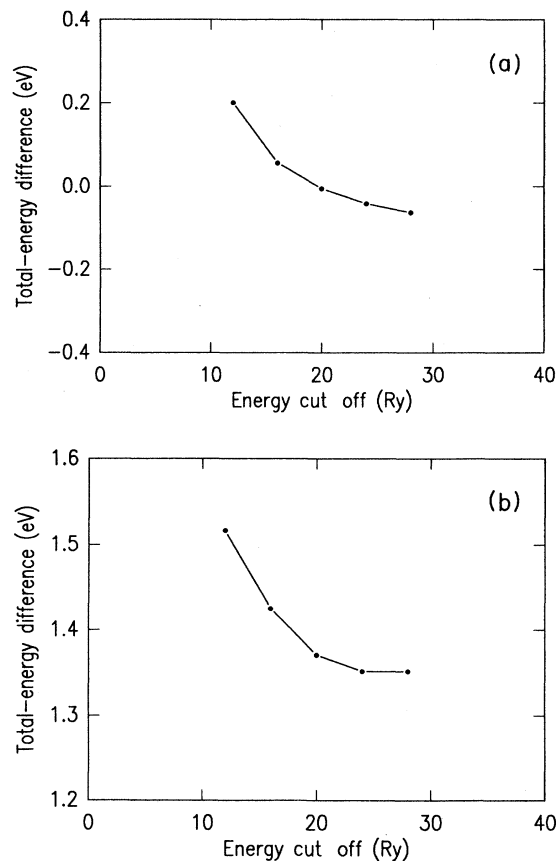 0.4
(a)
0.2
0.0
−0.2
−0.4
Total−energy difference (eV)
0 10 20 30 40
Energy cut off (Ry)
1.6
(b)
1.5
1.4
1.3
1.2
Total−energy difference (eV)
0 10 20 30 40
Energy cut off (Ry)